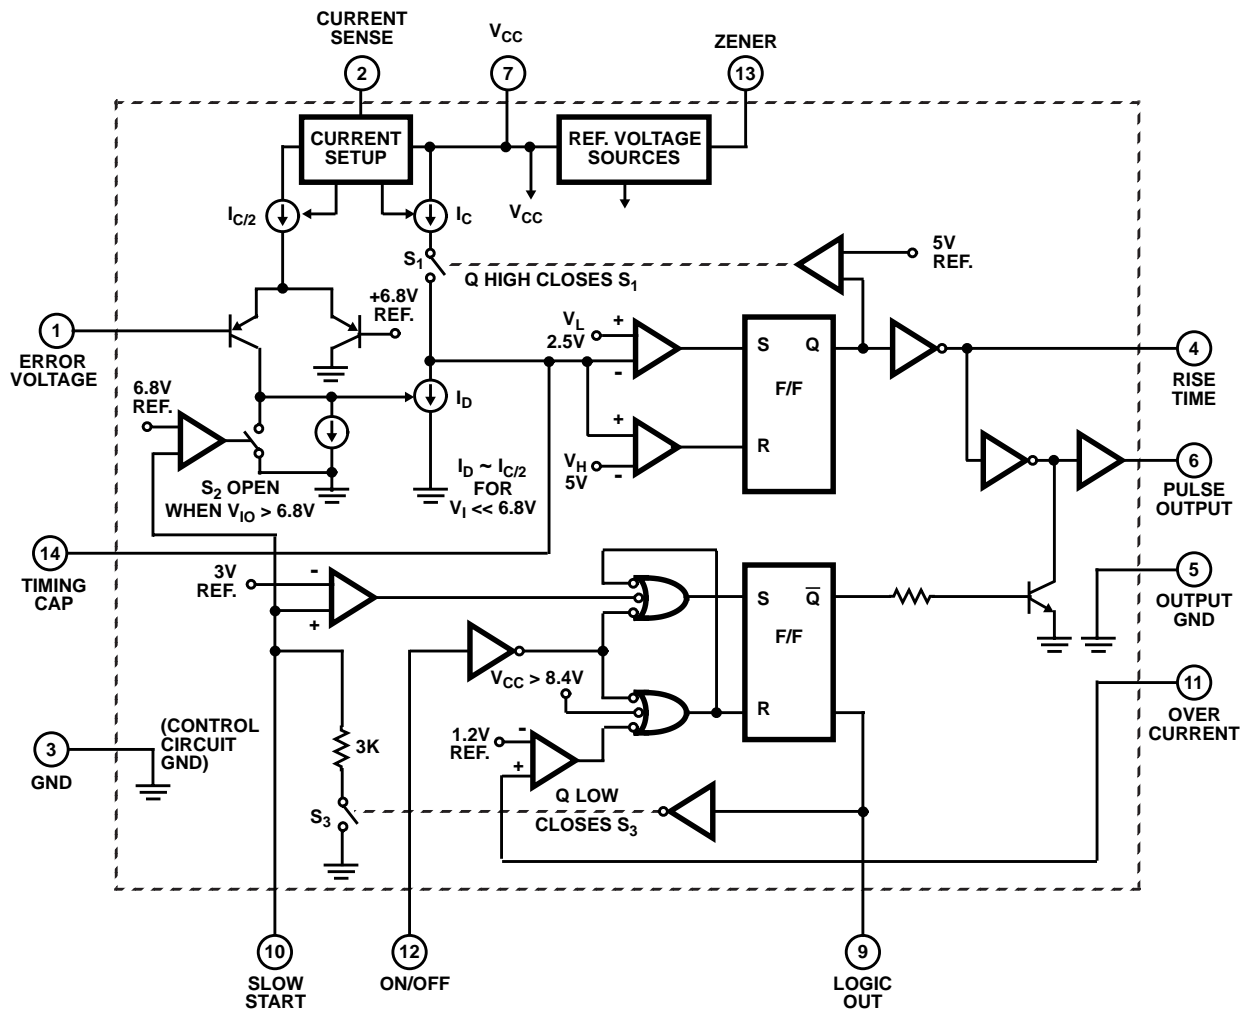 CURRENT
SENSE
2
VCC
7
ZENER
13
CURRENT
SETUP
REF. VOLTAGE
SOURCES
IC/2
IC
VCC
S1
Q HIGH CLOSES S1
5V
REF.
+6.8V
REF.
1
ERROR
VOLTAGE
VL
2.5V
+
-
S
Q
F/F
R
4
RISE
TIME
6.8V
REF.
ID
+
VH
5V
-
S2 OPEN
WHEN VIO > 6.8V
ID ~ IC/2
FOR
VI << 6.8V
6
PULSE
OUTPUT
14
TIMING
CAP
3V
REF.
-
+
S
Q
F/F
R
5
OUTPUT
GND
VCC > 8.4V
11
OVER
CURRENT
3
GND
(CONTROL
CIRCUIT
GND)
3K
1.2V
REF.
-
+
S3
Q LOW
CLOSES S3
10
SLOW
START
12
ON/OFF
9
LOGIC
OUT